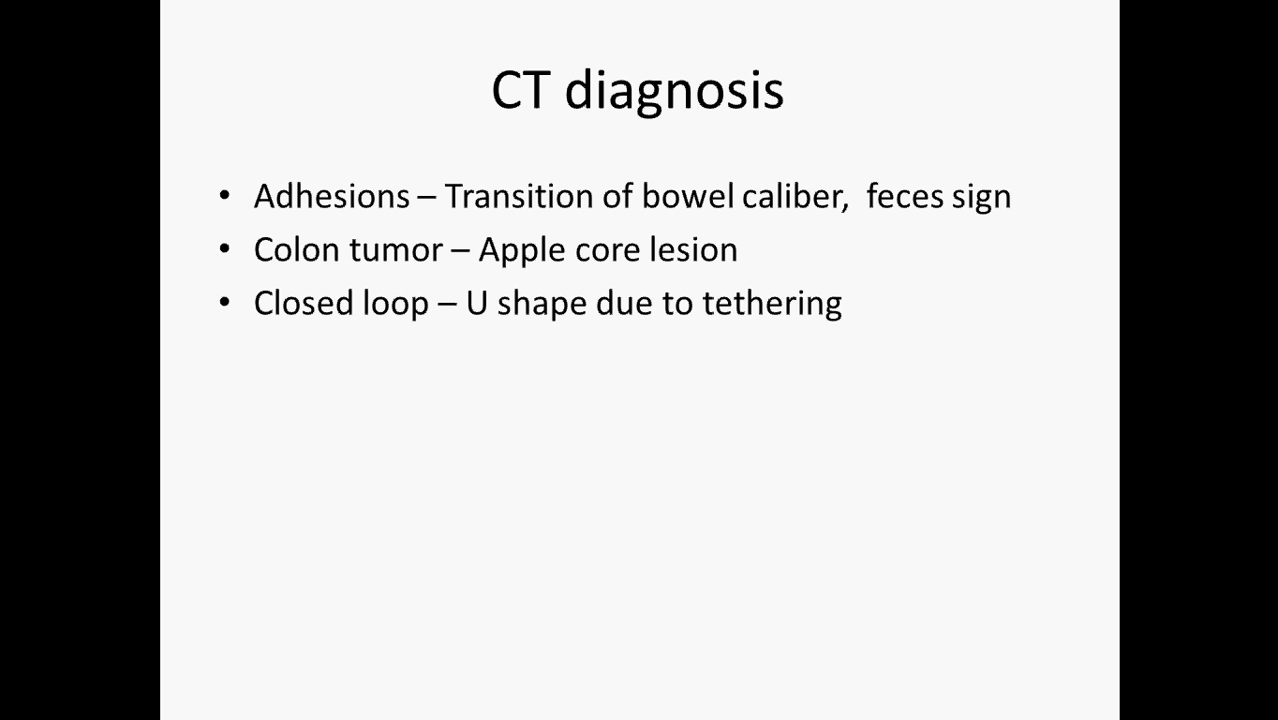 CT diagnosis
• Adhesions – Transition of bowel caliber,  feces sign
• Colon tumor – Apple core lesion
• Closed loop – U shape due to tethering